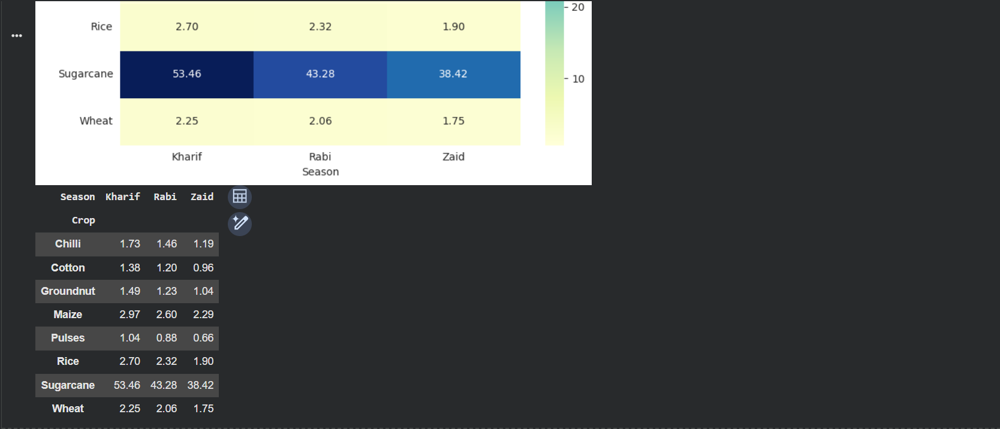 20
Rice 2.70 2.32 1.90
Sugarcane 53.46 43.28 38.42
10
Wheat 2.25 2.06 1.75
Kharif Rabi Zaid
Season
Season Kharif Rabi Zaid
Crop
Chilli 1.73 1.46 1.19
Cotton 1.38 1.20 0.96
Groundnut 1.49 1.23 1.04
Maize 2.97 2.60 2.29
Pulses 1.04 0.88 0.66
Rice 2.70 2.32 1.90
Sugarcane 53.46 43.28 38.42
Wheat 2.25 2.06 1.75